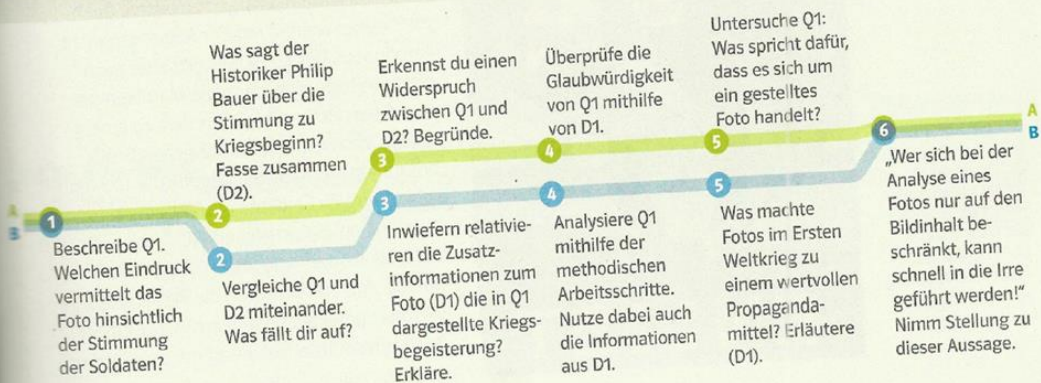 A
B
1
Beschreibe Q1.
Welchen Eindruck
vermittelt das
Foto hinsichtlich
der Stimmung
der Soldaten?
Was sagt der
Historiker Philip
Bauer über die
Stimmung zu
Kriegsbeginn?
Fasse zusammen
(D2).
2
2
Vergleiche Q1 und
D2 miteinander.
Was fällt dir auf?
Erkennst du einen
Widerspruch
zwischen Q1 und
D2? Begründe.
3
3
Inwiefern relativie-
ren die Zusatz-
informationen zum
Foto (D1) die in Q1
dargestellte Kriegs-
begeisterung?
Erkläre.
Überprüfe die
Glaubwürdigkeit
von Q1 mithilfe
von D1.
4
4
Analysiere Q1
mithilfe der
methodischen
Arbeitsschritte.
Nutze dabei auch
die Informationen
aus D1.
Untersuche Q1:
Was spricht dafür,
dass es sich um
ein gestelltes
Foto handelt?
5
5
Was machte
Fotos im Ersten
Weltkrieg zu
einem wertvollen
Propaganda-
mittel? Erläutere
(D1).
6
„Wer sich bei der
Analyse eines
Fotos nur auf den
Bildinhalt be-
schränkt, kann
schnell in die Irre
geführt werden!“
Nimm Stellung zu
dieser Aussage.
A
B